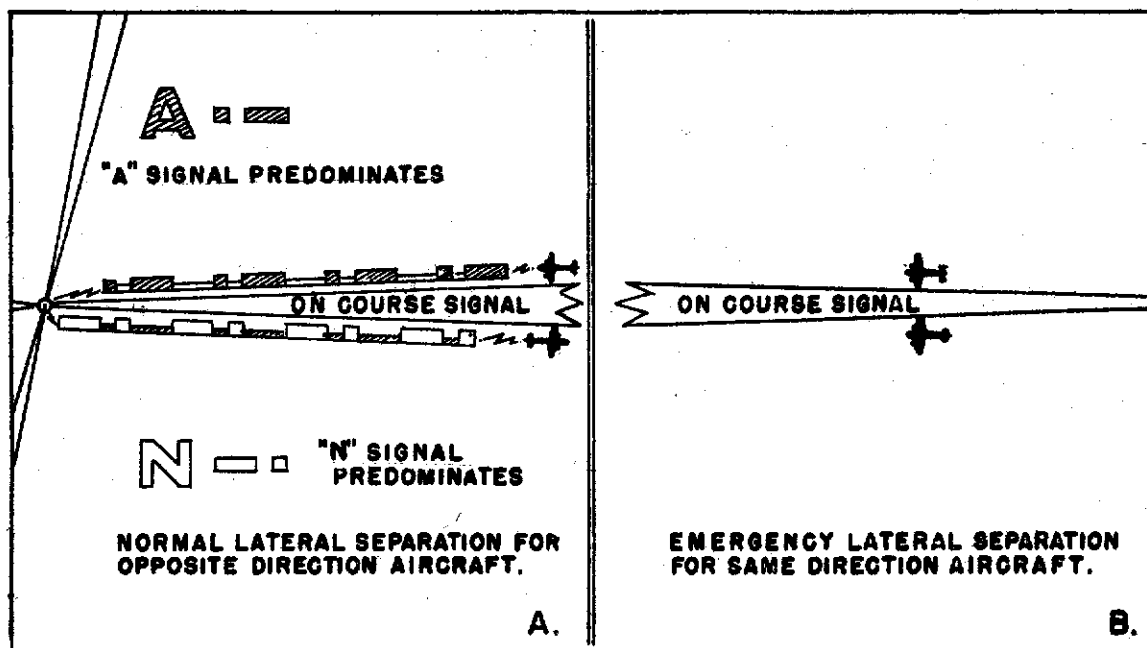 A
"A" SIGNAL PREDOMINATES
ON COURSE SIGNAL
N
"N" SIGNAL
PREDOMINATES
NORMAL LATERAL SEPARATION FOR
OPPOSITE DIRECTION AIRCRAFT.
A.
ON COURSE SIGNAL
EMERGENCY LATERAL SEPARATION
FOR SAME DIRECTION AIRCRAFT.
B.